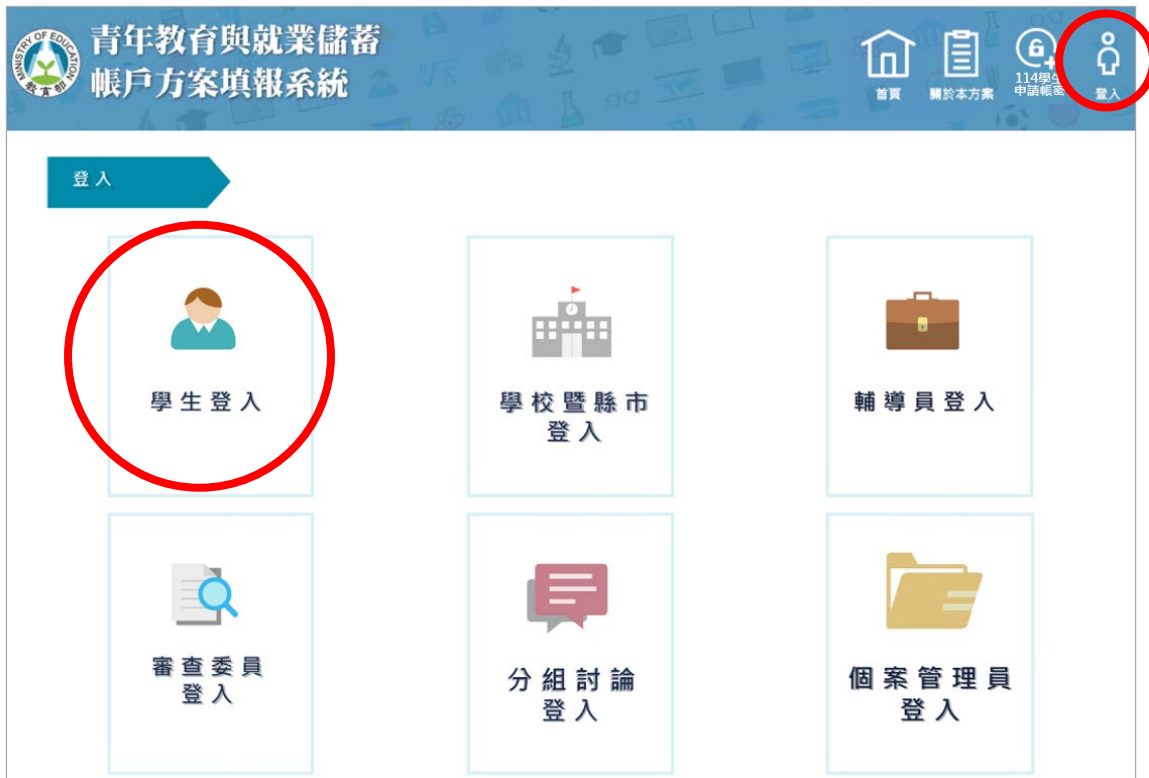 MINISTRY OF EDUCATION
教育部
青年教育與就業儲蓄
帳戶方案填報系統
首頁
關於本方案
114學生
申請帳密
登入
登入
學生登入
學校暨縣市
登入
輔導員登入
審查委員
登入
分組討論
登入
個案管理員
登入